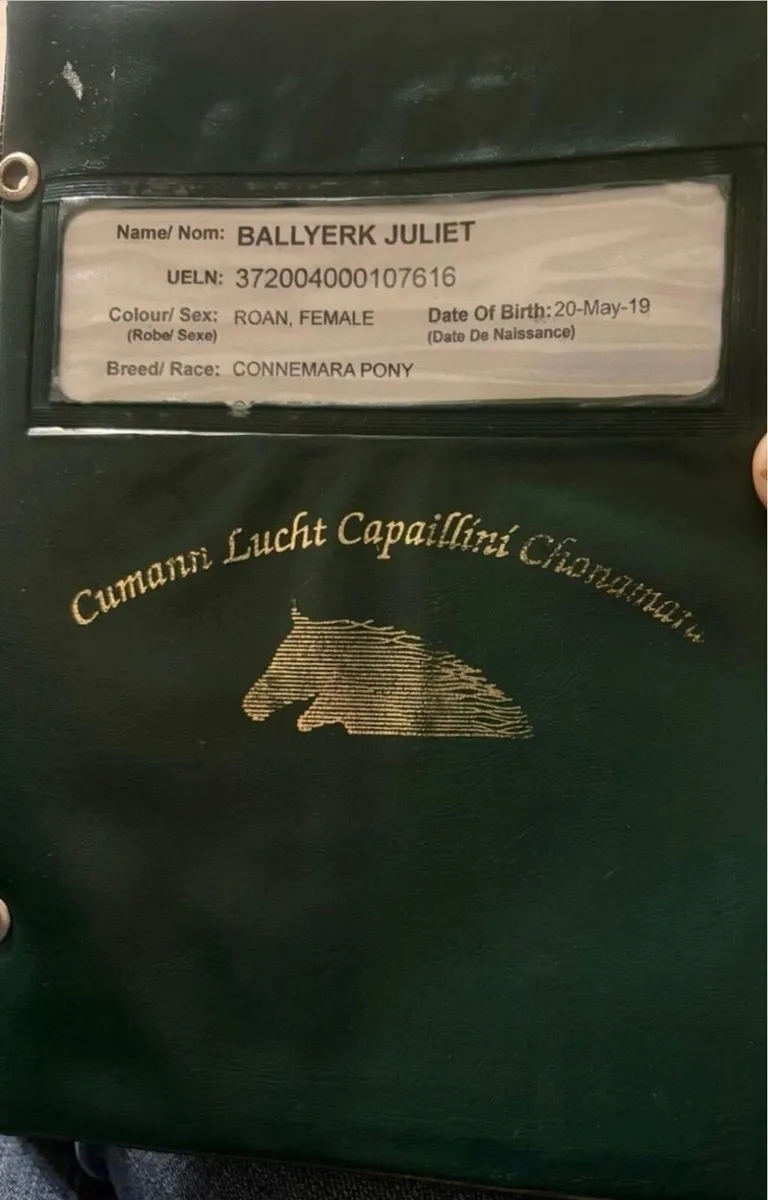 Name/ Nom: BALLYERK JULIET
UELN: 372004000107616
Colour/ Sex: ROAN, FEMALE Date Of Birth: 20-May-19
(Robe/ Sexe) (Date De Naissance)
Breed/ Race: CONNEMARA PONY
Cumann Lucht Capaillíní Chonamara